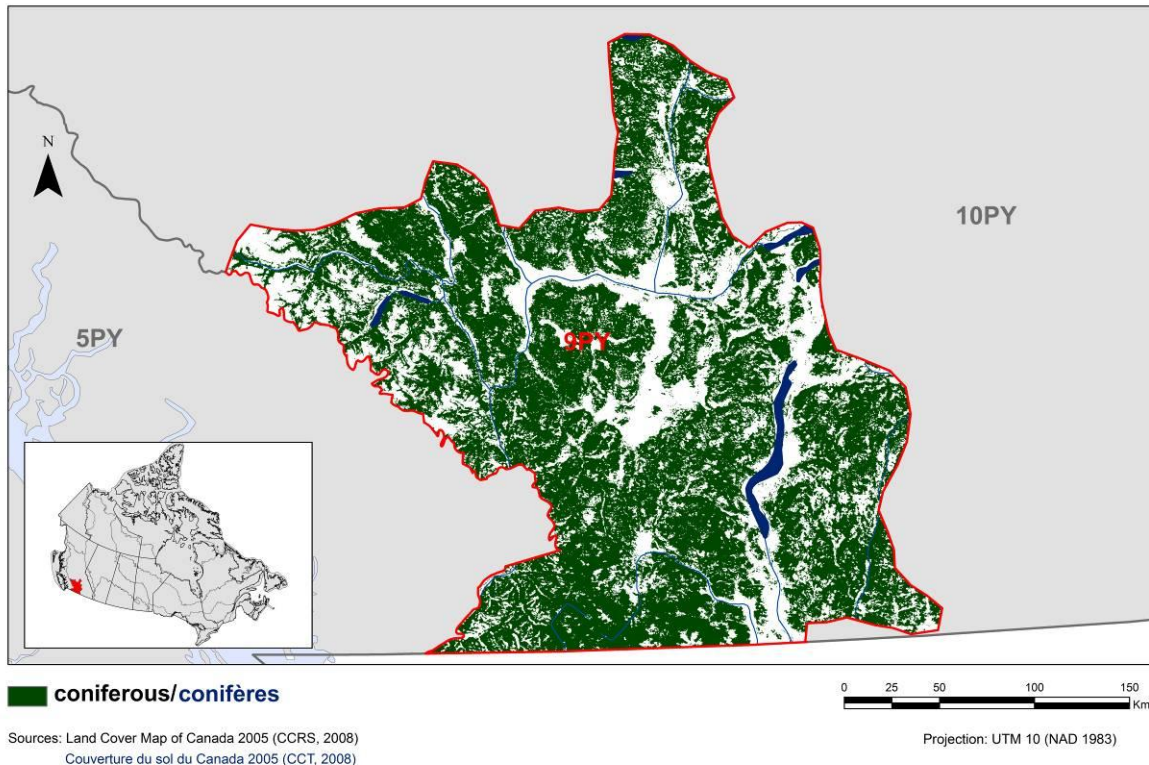 N
10PY
5PY
9PY
coniferous/conifères
0 25 50 100 150
Km
Sources: Land Cover Map of Canada 2005 (CCRS, 2008)
Couverture du sol du Canada 2005 (CCT, 2008)
Projection: UTM 10 (NAD 1983)